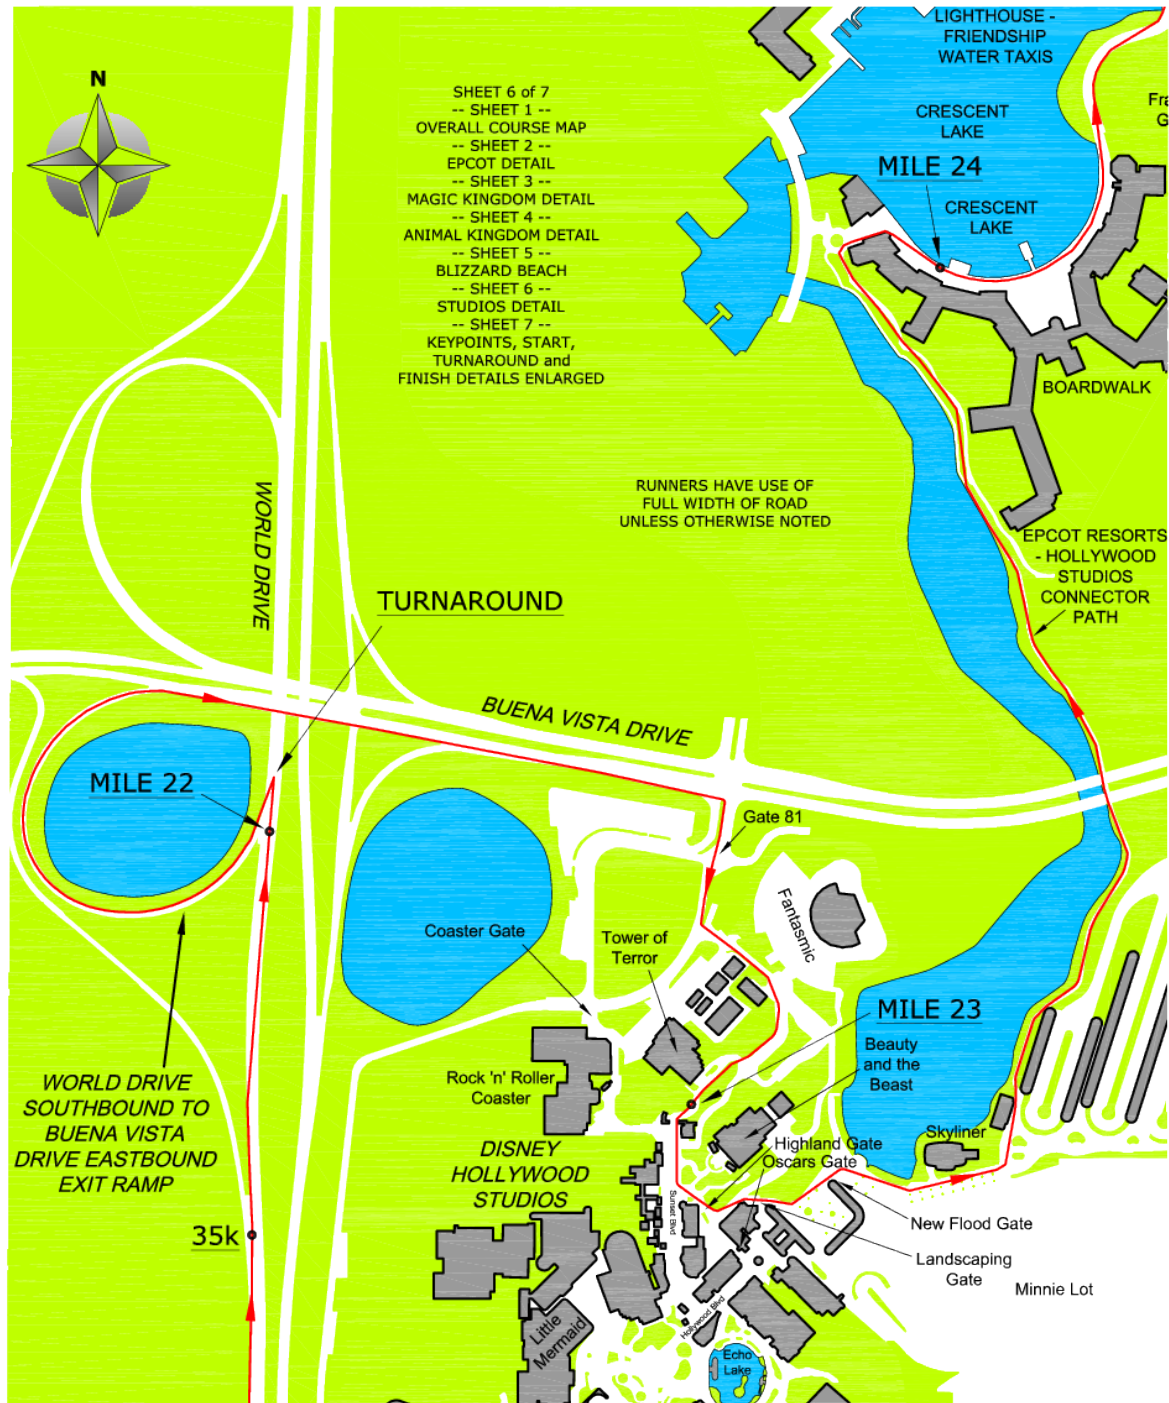 N
SHEET 6 of 7
-- SHEET 1 --
OVERALL COURSE MAP
-- SHEET 2 --
EPCOT DETAIL
-- SHEET 3 --
MAGIC KINGDOM DETAIL
-- SHEET 4 --
ANIMAL KINGDOM DETAIL
-- SHEET 5 --
BLIZZARD BEACH
-- SHEET 6 --
STUDIOS DETAIL
-- SHEET 7 --
KEYPOINTS, START,
TURNAROUND and
FINISH DETAILS ENLARGED
LIGHTHOUSE -
FRIENDSHIP
WATER TAXIS
CRESCENT
LAKE
MILE 24
CRESCENT
LAKE
BOARDWALK
RUNNERS HAVE USE OF
FULL WIDTH OF ROAD
UNLESS OTHERWISE NOTED
WORLD DRIVE
EPCOT RESORTS
- HOLLYWOOD
STUDIOS
CONNECTOR
PATH
TURNAROUND
BUENA VISTA DRIVE
MILE 22
Gate 81
Fantasmic
Coaster Gate
Tower of
Terror
MILE 23
Beauty
and the
Beast
Rock 'n' Roller
Coaster
WORLD DRIVE
SOUTHBOUND TO
BUENA VISTA
DRIVE EASTBOUND
EXIT RAMP
DISNEY
HOLLYWOOD
STUDIOS
Highland Gate
Oscars Gate
Skyliner
Sunset Blvd
35k
New Flood Gate
Landscaping
Gate
Minnie Lot
Hollywood Blvd
Little
Mermaid
Echo
Lake